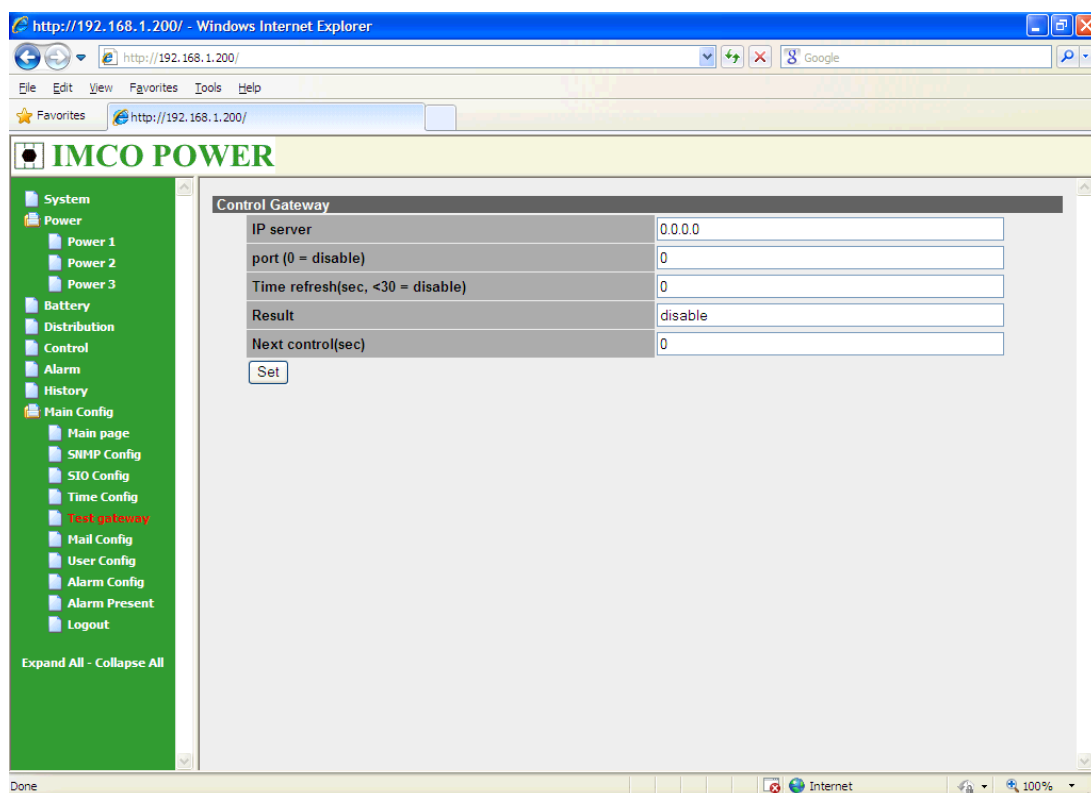 http://192.168.1.200/ - Windows Internet Explorer
http://192.168.1.200/
Google
File Edit View Favorites Tools Help
Favorites
http://192.168.1.200/
IMCO POWER
System
Power
Power 1
Power 2
Power 3
Battery
Distribution
Control
Alarm
History
Main Config
Main page
SNMP Config
SIO Config
Time Config
Test gateway
Mail Config
User Config
Alarm Config
Alarm Present
Logout
Expand All - Collapse All
Control Gateway
IP server 0.0.0.0
port (0 = disable) 0
Time refresh(sec, <30 = disable) 0
Result disable
Next control(sec) 0
Set
Done Internet 100%